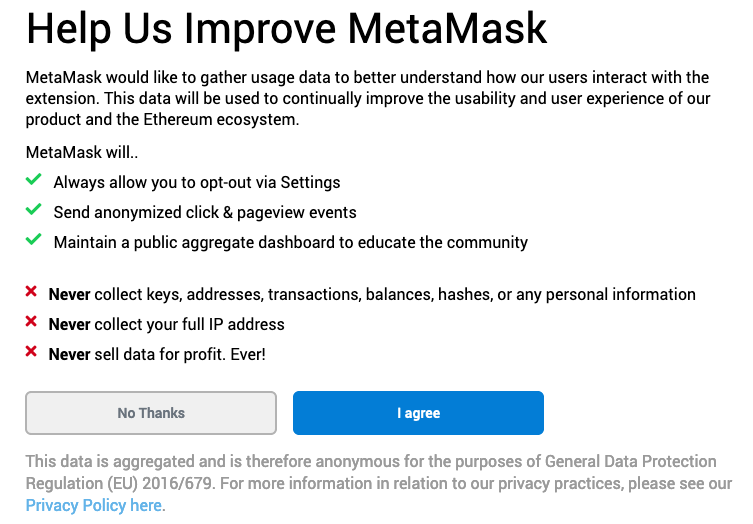 Help Us Improve MetaMask
MetaMask would like to gather usage data to better understand how our users interact with the
extension. This data will be used to continually improve the usability and user experience of our
product and the Ethereum ecosystem.
MetaMask will..
Always allow you to opt-out via Settings
Send anonymized click & pageview events
Maintain a public aggregate dashboard to educate the community
Never collect keys, addresses, transactions, balances, hashes, or any personal information
Never collect your full IP address
Never sell data for profit. Ever!
No Thanks
I agree
This data is aggregated and is therefore anonymous for the purposes of General Data Protection
Regulation (EU) 2016/679. For more information in relation to our privacy practices, please see our
Privacy Policy here.